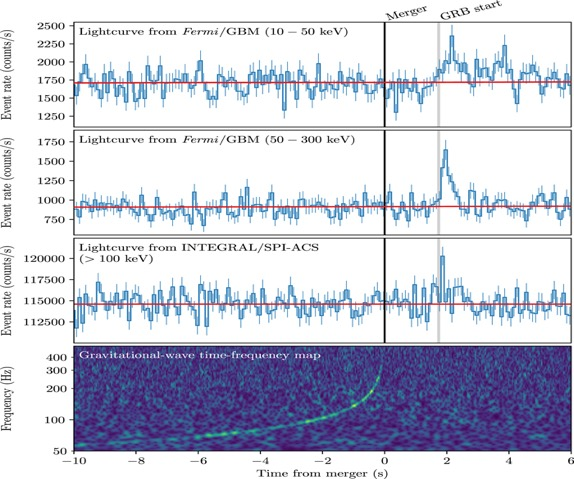 Merger
GRB start
Lightcurve from Fermi/GBM (10 − 50 keV)
Event rate (counts/s)
2500
2250
2000
1750
1500
1250
Lightcurve from Fermi/GBM (50 − 300 keV)
Event rate (counts/s)
1750
1500
1250
1000
750
Lightcurve from INTEGRAL/SPI-ACS
(> 100 keV)
Event rate (counts/s)
120000
117500
115000
112500
Gravitational-wave time-frequency map
Frequency (Hz)
400
300
200
100
50
−10 −8 −6 −4 −2 0 2 4 6
Time from merger (s)